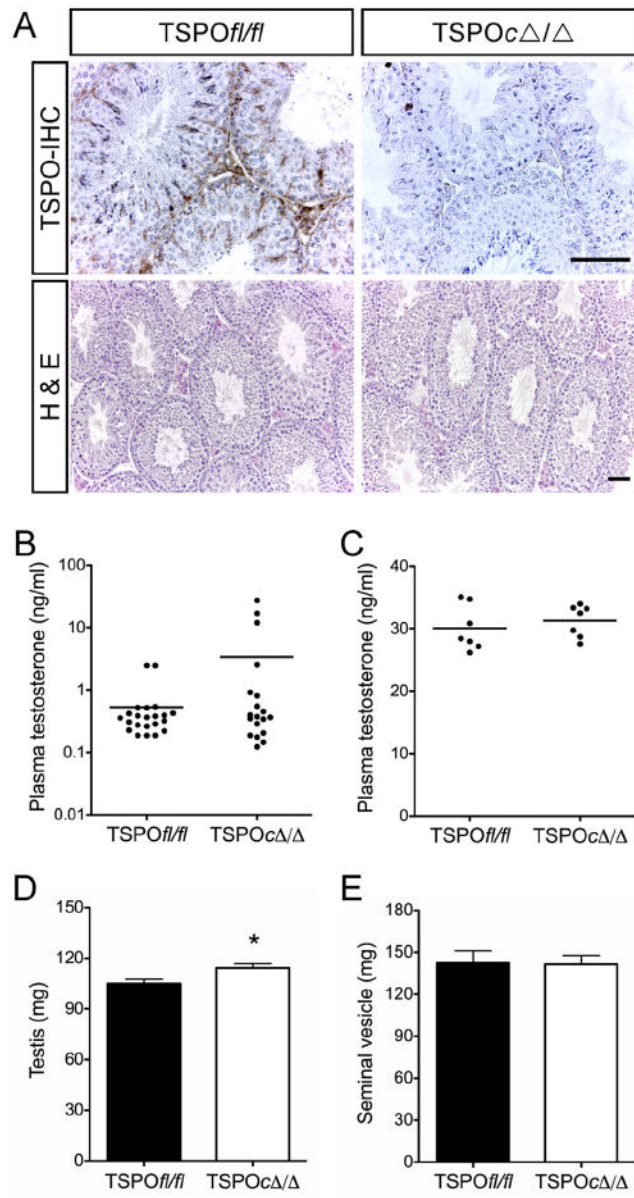 A
TSPOfl/fl
TSPOc△/△
TSPO-IHC
H & E
B
Plasma testosterone (ng/ml)
100
10
1
0.1
0.01
TSPOfl/fl
TSPOcΔ/Δ
C
Plasma testosterone (ng/ml)
40
30
20
10
0
TSPOfl/fl
TSPOcΔ/Δ
D
Testis (mg)
150
120
90
60
30
0
*
TSPOfl/fl
TSPOcΔ/Δ
E
Seminal vesicle (mg)
180
150
120
90
60
30
0
TSPOfl/fl
TSPOcΔ/Δ